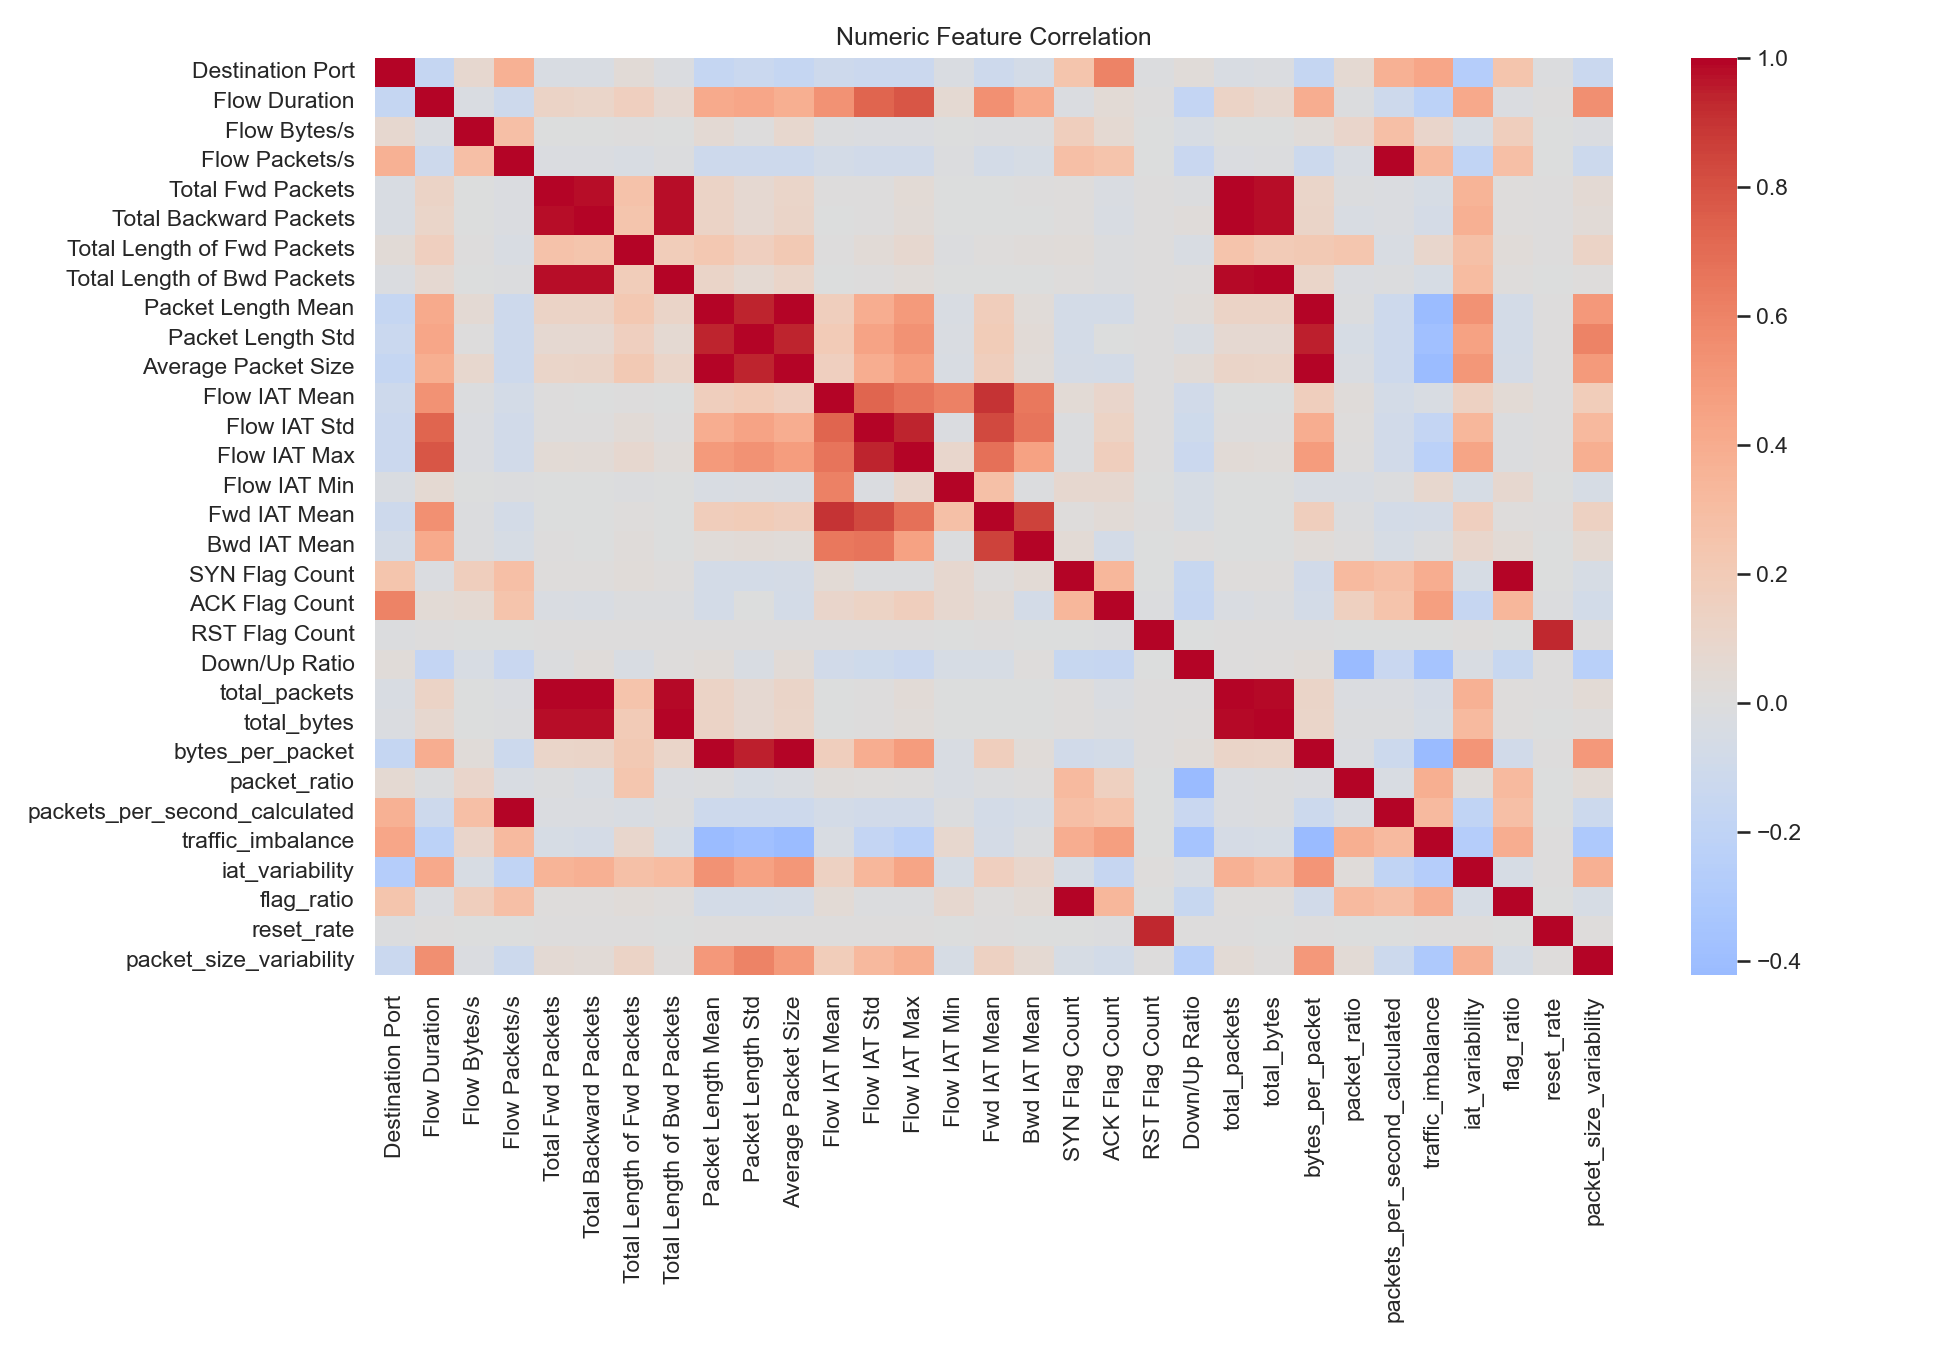 Numeric Feature Correlation
Destination Port
Flow Duration
Flow Bytes/s
Flow Packets/s
Total Fwd Packets
Total Backward Packets
Total Length of Fwd Packets
Total Length of Bwd Packets
Packet Length Mean
Packet Length Std
Average Packet Size
Flow IAT Mean
Flow IAT Std
Flow IAT Max
Flow IAT Min
Fwd IAT Mean
Bwd IAT Mean
SYN Flag Count
ACK Flag Count
RST Flag Count
Down/Up Ratio
total_packets
total_bytes
bytes_per_packet
packet_ratio
packets_per_second_calculated
traffic_imbalance
iat_variability
flag_ratio
reset_rate
packet_size_variability
Destination Port
Flow Duration
Flow Bytes/s
Flow Packets/s
Total Fwd Packets
Total Backward Packets
Total Length of Fwd Packets
Total Length of Bwd Packets
Packet Length Mean
Packet Length Std
Average Packet Size
Flow IAT Mean
Flow IAT Std
Flow IAT Max
Flow IAT Min
Fwd IAT Mean
Bwd IAT Mean
SYN Flag Count
ACK Flag Count
RST Flag Count
Down/Up Ratio
total_packets
total_bytes
bytes_per_packet
packet_ratio
packets_per_second_calculated
traffic_imbalance
iat_variability
flag_ratio
reset_rate
packet_size_variability
1.0
0.8
0.6
0.4
0.2
0.0
−0.2
−0.4